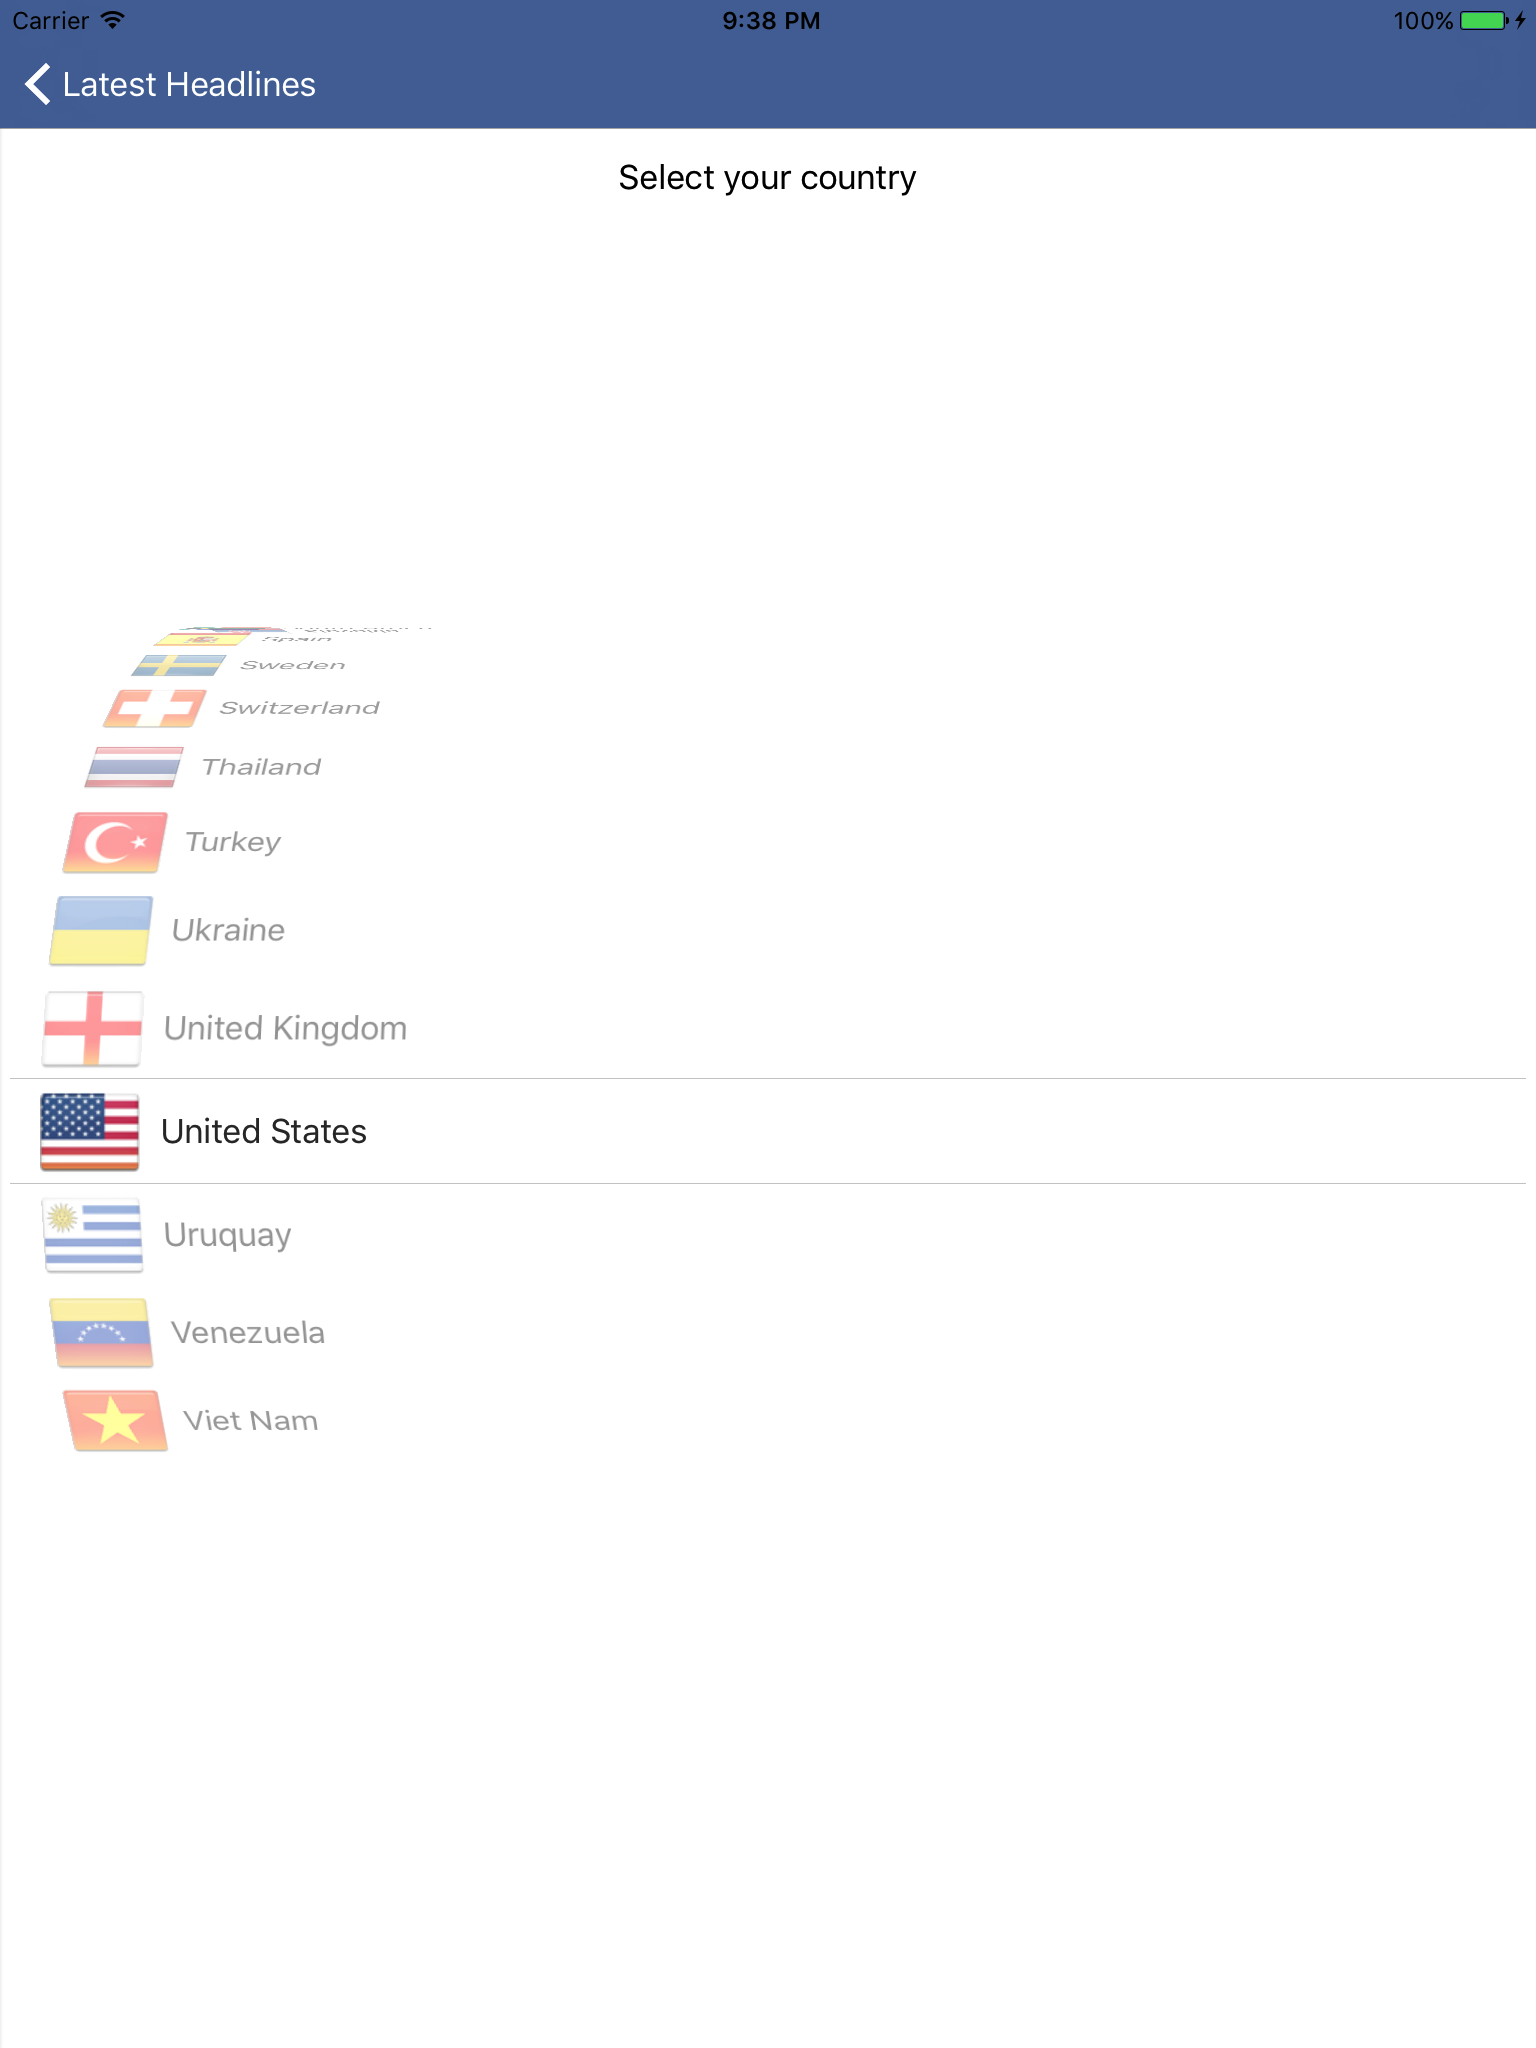 Carrier 9:38 PM 100%
Latest Headlines
Select your country
Spain
Sweden
Switzerland
Thailand
Turkey
Ukraine
United Kingdom
United States
Uruquay
Venezuela
Viet Nam